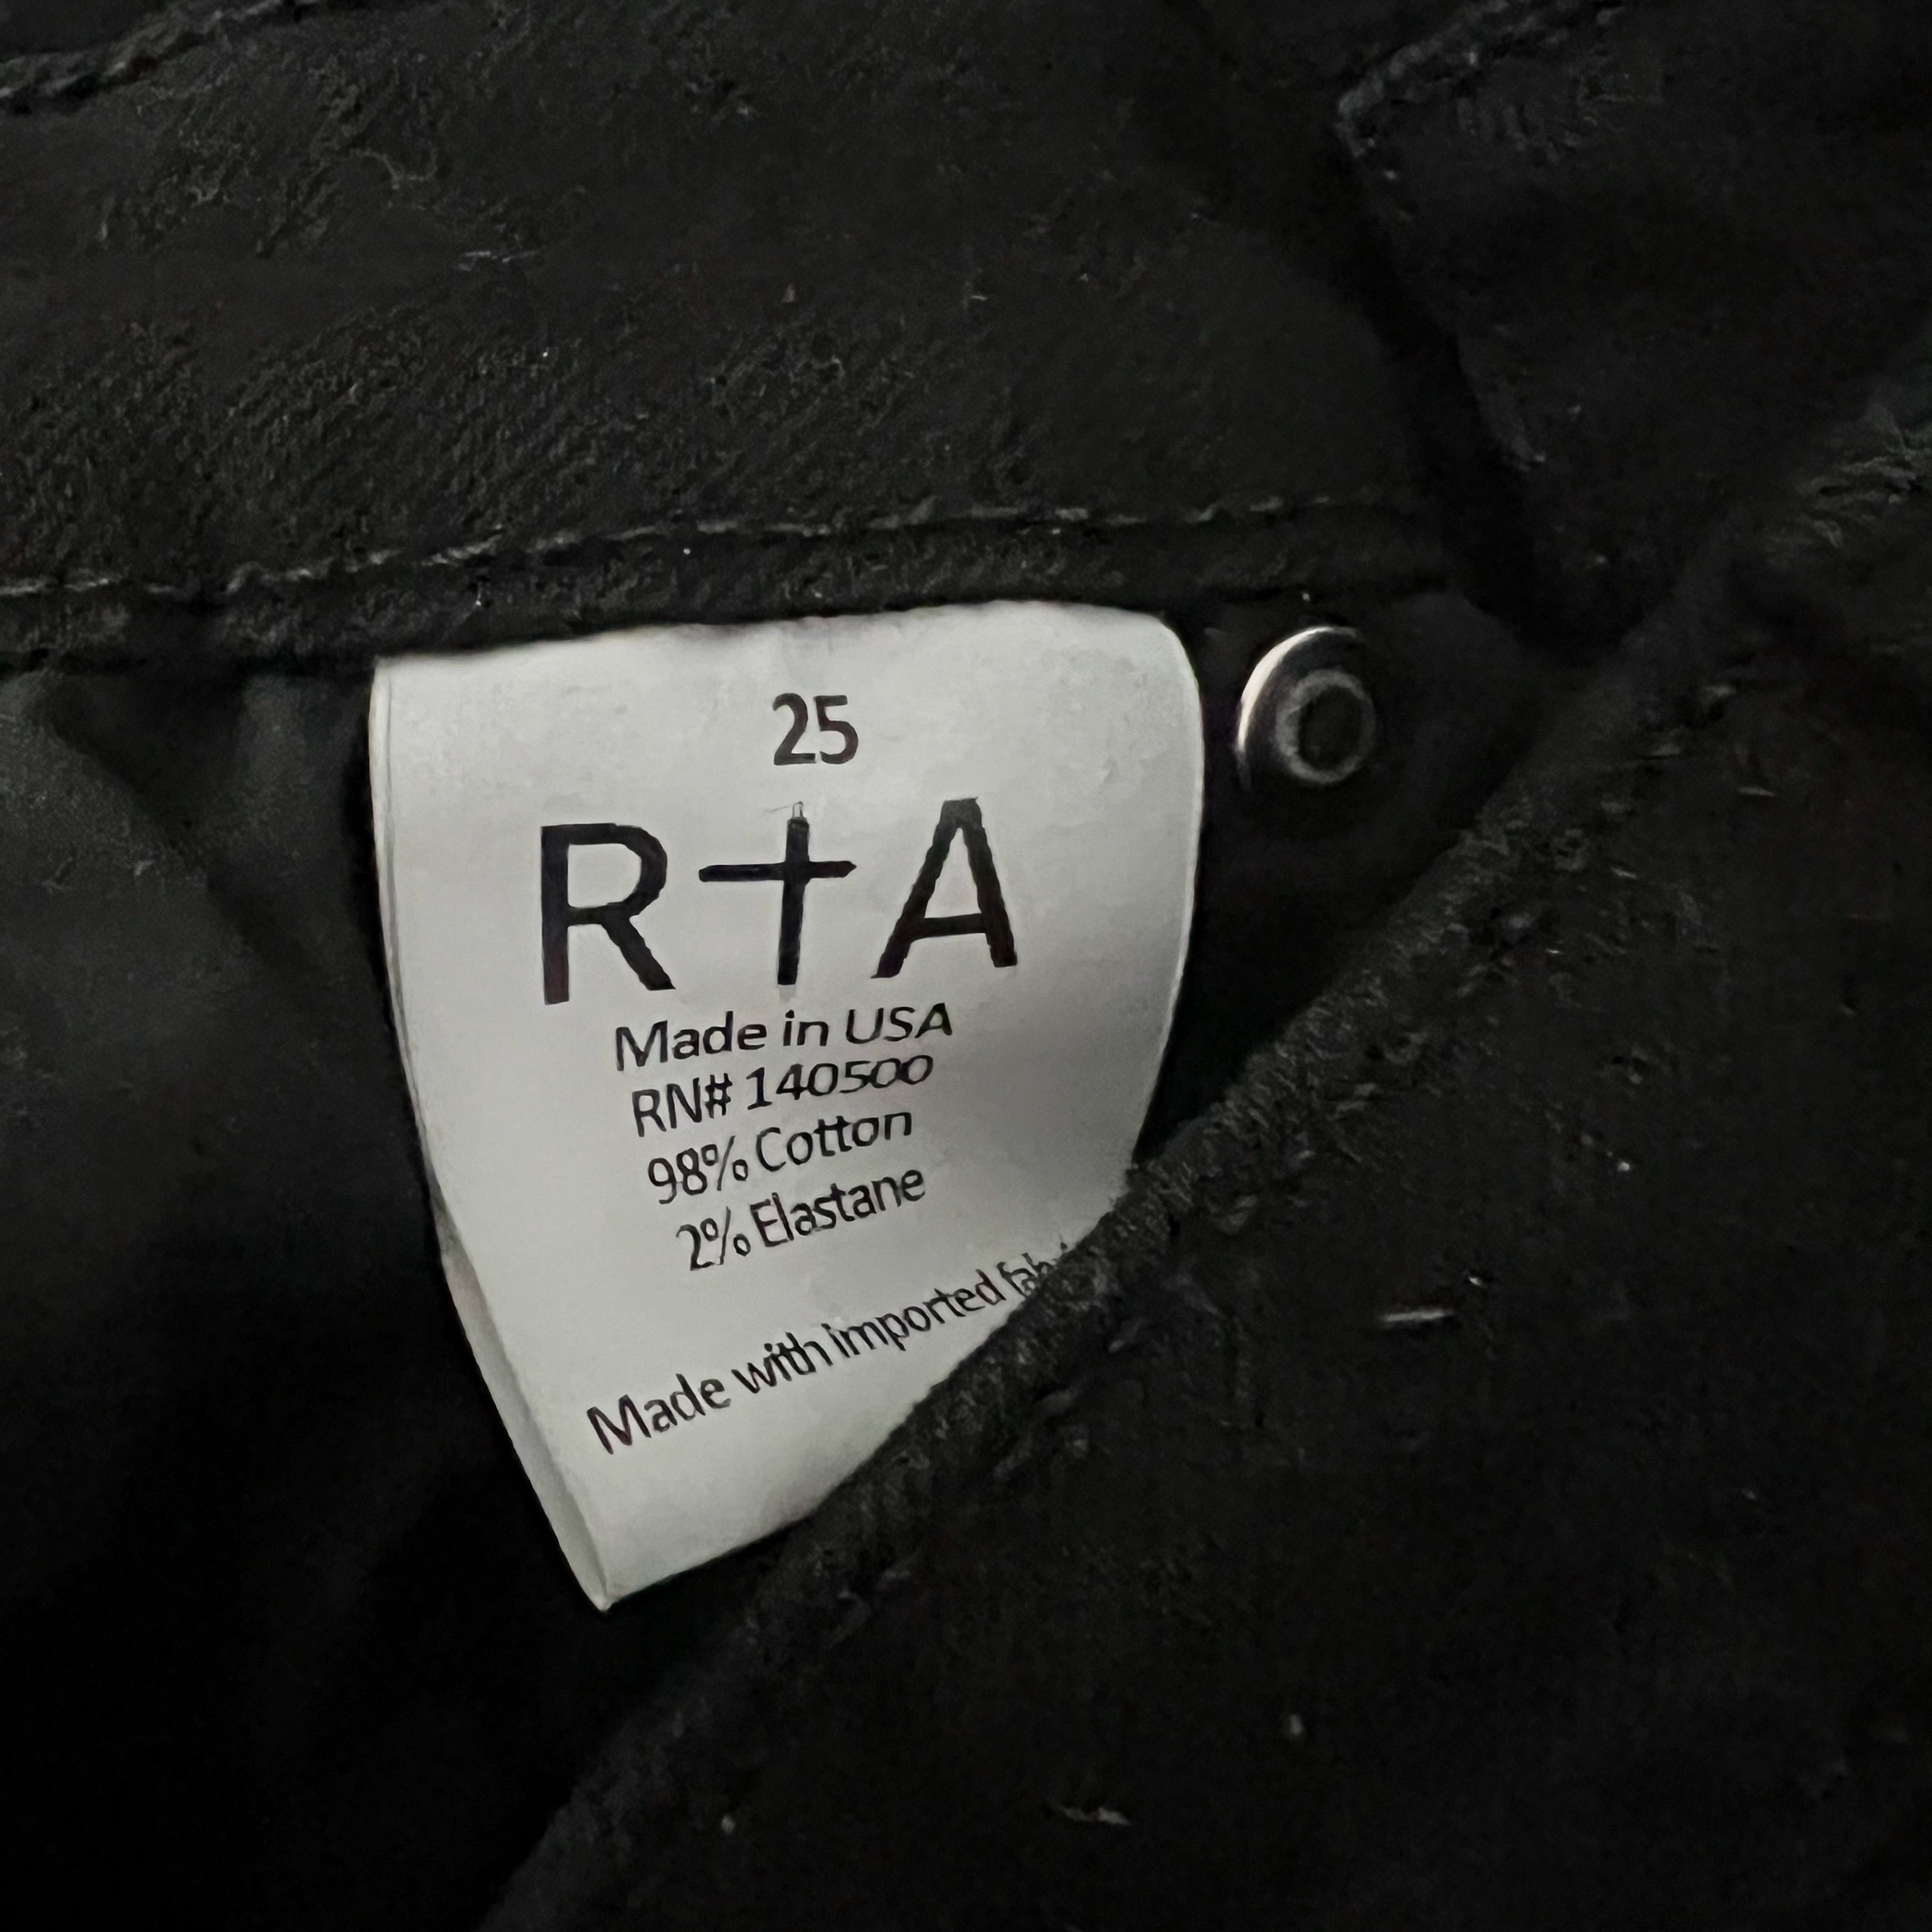 25
R†A
Made in USA
RN# 140500
98% Cotton
2% Elastane
Made with imported